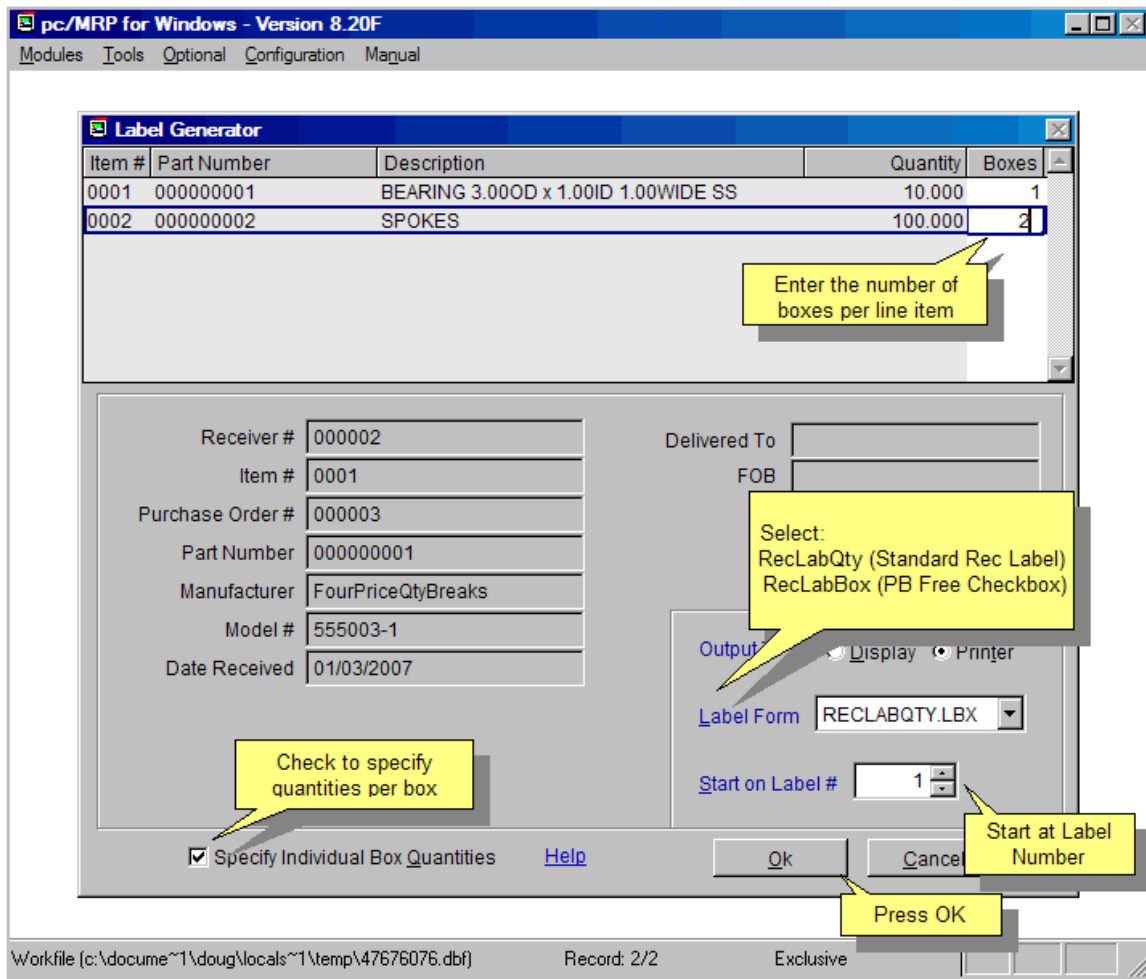 pc/MRP for Windows - Version 8.20F
Modules Tools Optional Configuration Manual
Label Generator
Item # Part Number Description Quantity Boxes
0001 000000001 BEARING 3.00OD x 1.00ID 1.00WIDE SS 10.000 1
0002 000000002 SPOKES 100.000 2
Enter the number of
boxes per line item
Receiver # 000002
Item # 0001
Purchase Order # 000003
Part Number 000000001
Manufacturer FourPriceQtyBreaks
Model # 555003-1
Date Received 01/03/2007
Delivered To
FOB
Select:
RecLabQty (Standard Rec Label)
RecLabBox (PB Free Checkbox)
Output Display Printer
Label Form RECLABQTY.LBX
Start on Label # 1
Check to specify
quantities per box
Start at Label
Number
Specify Individual Box Quantities Help Ok Cancel
Press OK
Workfile (c:\docume~1\doug\locals~1\temp\47676076.dbf) Record: 2/2 Exclusive